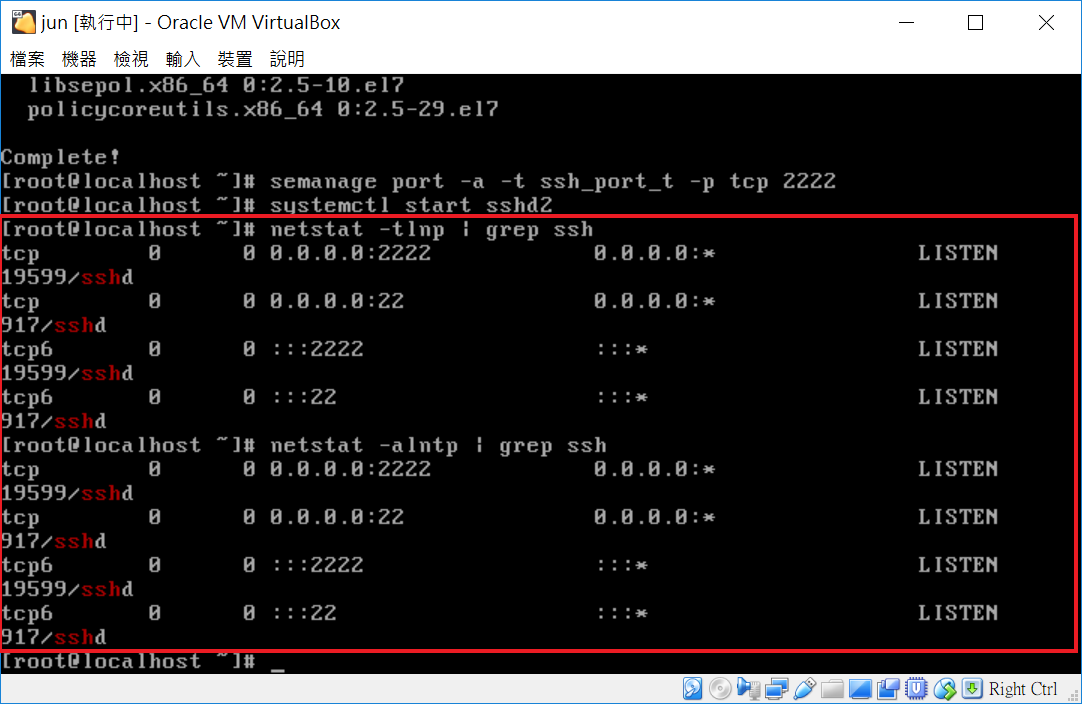 jun [執行中] - Oracle VM VirtualBox
檔案 機器 檢視 輸入 裝置 說明
libsepol.x86_64 0:2.5-10.el7
policycoreutils.x86_64 0:2.5-29.el7
Complete!
[root@localhost ~]# semanage port -a -t ssh_port_t -p tcp 2222
[root@localhost ~]# systemctl start sshd2
[root@localhost ~]# netstat -tlnp | grep ssh
tcp 0 0 0.0.0.0:2222 0.0.0.0:* LISTEN
19599/sshd
tcp 0 0 0.0.0.0:22 0.0.0.0:* LISTEN
917/sshd
tcp6 0 0 :::2222 :::* LISTEN
19599/sshd
tcp6 0 0 :::22 :::* LISTEN
917/sshd
[root@localhost ~]# netstat -alntp | grep ssh
tcp 0 0 0.0.0.0:2222 0.0.0.0:* LISTEN
19599/sshd
tcp 0 0 0.0.0.0:22 0.0.0.0:* LISTEN
917/sshd
tcp6 0 0 :::2222 :::* LISTEN
19599/sshd
tcp6 0 0 :::22 :::* LISTEN
917/sshd
[root@localhost ~]# _
Right Ctrl